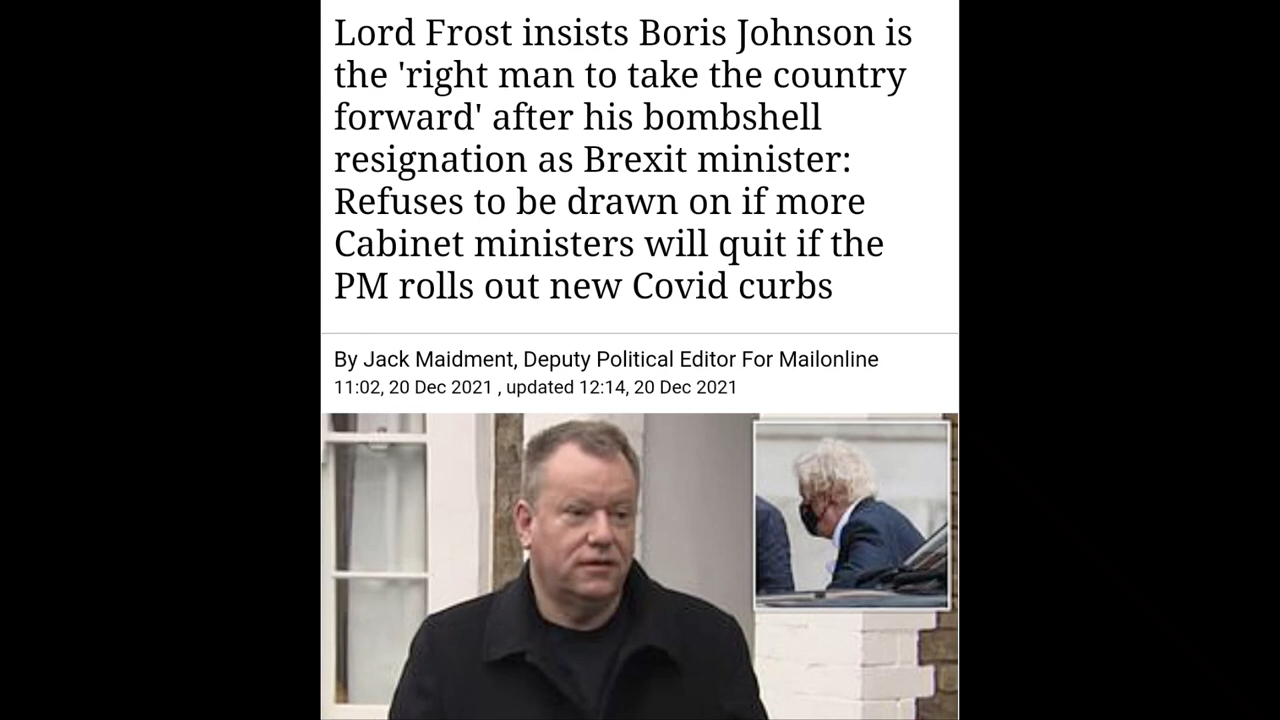 Lord Frost insists Boris Johnson is
the 'right man to take the country
forward' after his bombshell
resignation as Brexit minister:
Refuses to be drawn on if more
Cabinet ministers will quit if the
PM rolls out new Covid curbs
By Jack Maidment, Deputy Political Editor For Mailonline
11:02, 20 Dec 2021 , updated 12:14, 20 Dec 2021